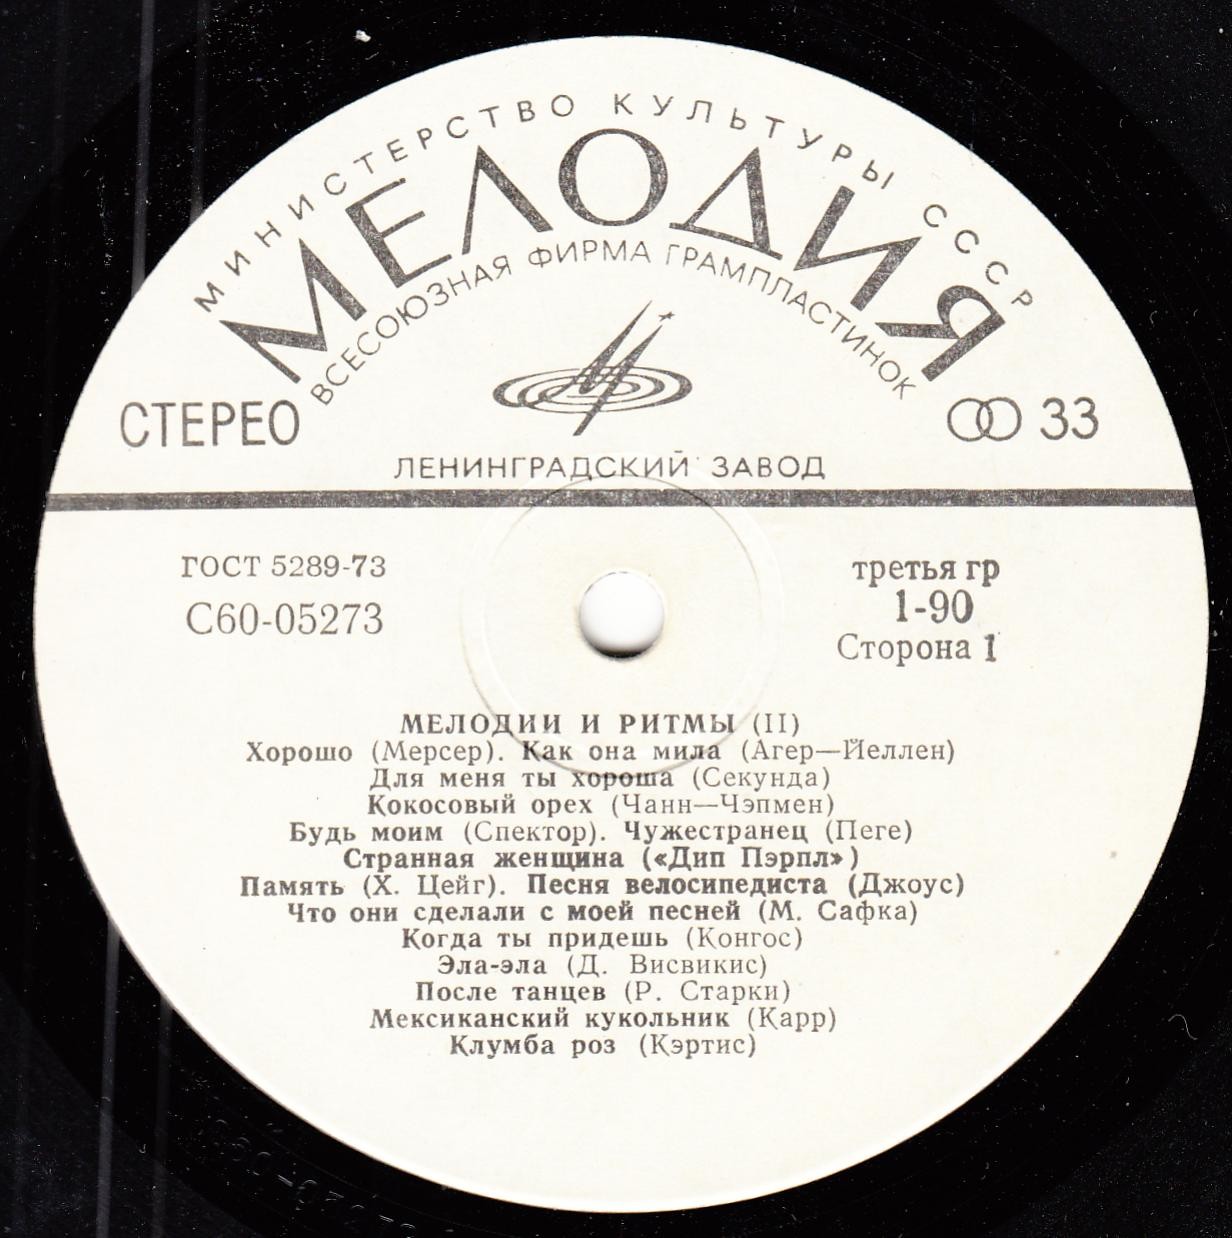 МИНИСТЕРСТВО КУЛЬТУРЫ СССР
МЕЛОДИЯ
ВСЕСОЮЗНАЯ ФИРМА ГРАМПЛАСТИНОК
СТЕРЕО
33
ЛЕНИНГРАДСКИЙ ЗАВОД
ГОСТ 5289-73
С60-05273
третья гр
1-90
Сторона 1
МЕЛОДИИ И РИТМЫ (II)
Хорошо (Мерсер). Как она мила (Агер—Йеллен)
Для меня ты хороша (Секунда)
Кокосовый орех (Чанн—Чэпмен)
Будь моим (Спектор). Чужестранец (Пеге)
Странная женщина («Дип Пэрпл»)
Память (Х. Цейг). Песня велосипедиста (Джоус)
Что они сделали с моей песней (М. Сафка)
Когда ты придешь (Конгос)
Эла-эла (Д. Висвикис)
После танцев (Р. Старки)
Мексиканский кукольник (Карр)
Клумба роз (Кэртис)